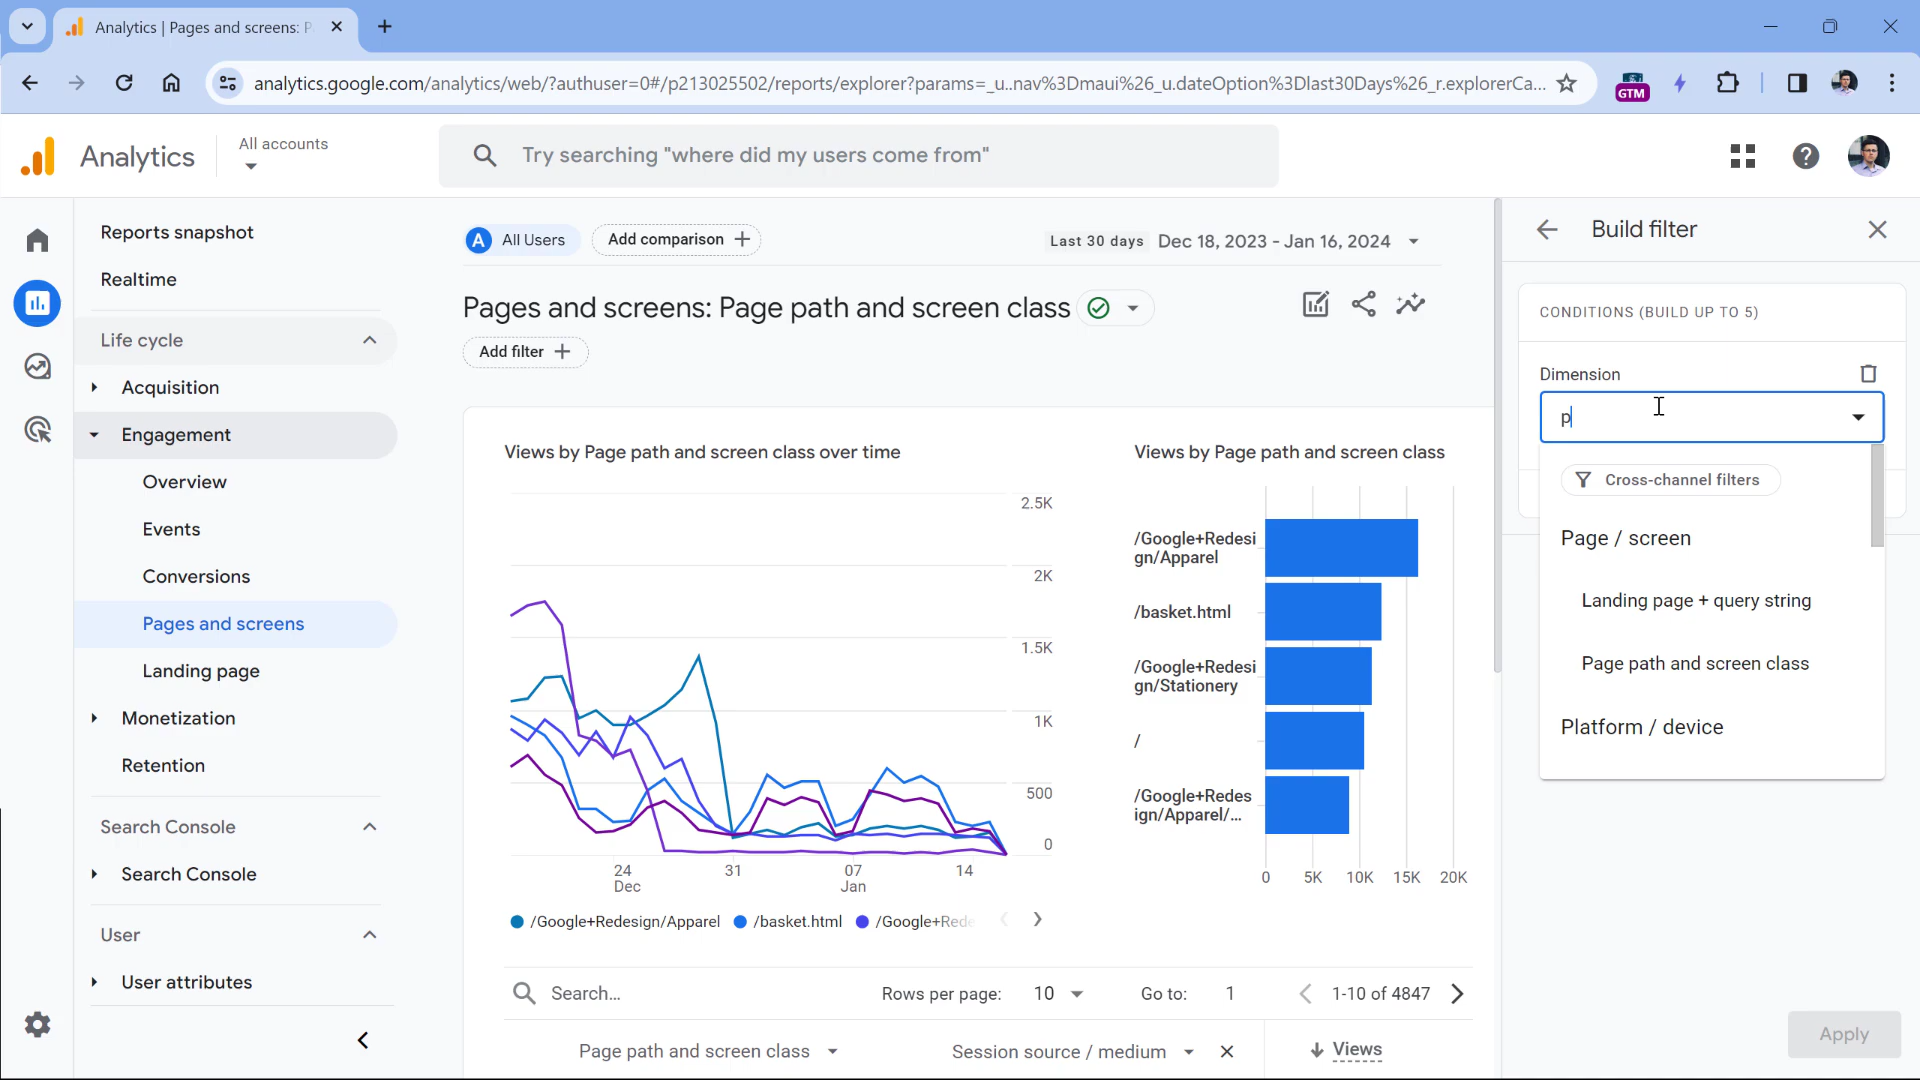 Analytics | Pages and screens: P
analytics.google.com/analytics/web/?authuser=0#/p213025502/reports/explorer?params=_u..nav%3Dmaui%26_u.dateOption%3Dlast30Days%26_r.explorerCa...
GTM
Analytics
All accounts
Try searching "where did my users come from"
Reports snapshot
Realtime
Life cycle
Acquisition
Engagement
Overview
Events
Conversions
Pages and screens
Landing page
Monetization
Retention
Search Console
Search Console
User
User attributes
A All Users
Add comparison +
Last 30 days Dec 18, 2023 - Jan 16, 2024
Pages and screens: Page path and screen class
Add filter +
Views by Page path and screen class over time
2.5K
2K
1.5K
1K
500
0
24
Dec
31
07
Jan
14
/Google+Redesign/Apparel
/basket.html
/Google+Rede
Views by Page path and screen class
/Google+Redesi
gn/Apparel
/basket.html
/Google+Redesi
gn/Stationery
/
/Google+Redes
ign/Apparel/...
0 5K 10K 15K 20K
Search...
Rows per page: 10
Go to: 1
1-10 of 4847
Page path and screen class
Session source / medium
Views
Build filter
CONDITIONS (BUILD UP TO 5)
Dimension
p
Cross-channel filters
Page / screen
Landing page + query string
Page path and screen class
Platform / device
Apply